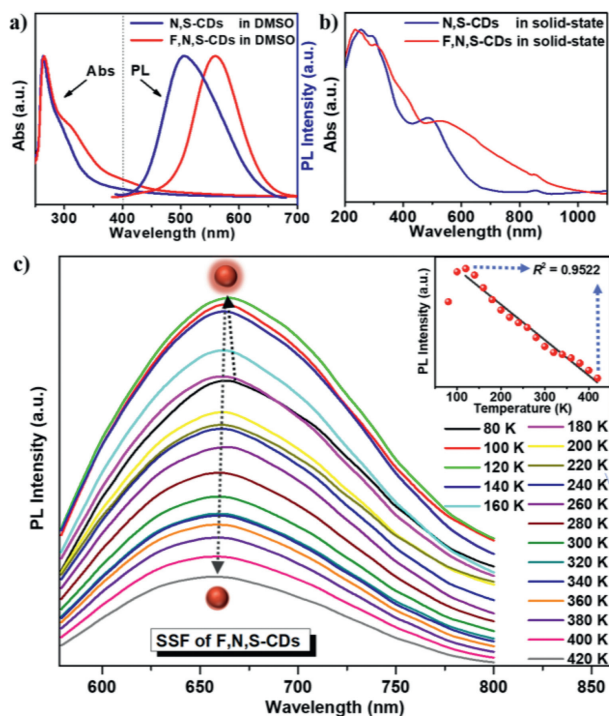 a)
N,S-CDs in DMSO
F,N,S-CDs in DMSO
Abs
PL
Abs (a.u.)
PL Intensity (a.u.)
300 400 500 600 700
Wavelength (nm)
b)
N,S-CDs in solid-state
F,N,S-CDs in solid-state
Abs (a.u.)
200 400 600 800 1000
Wavelength (nm)
c)
PL Intensity (a.u.)
R² = 0.9522
PL Intensity (a.u.)
100 200 300 400
Temperature (K)
80 K 180 K
100 K 200 K
120 K 220 K
140 K 240 K
160 K 260 K
280 K
300 K
320 K
340 K
360 K
380 K
400 K
420 K
SSF of F,N,S-CDs
600 650 700 750 800 850
Wavelength (nm)